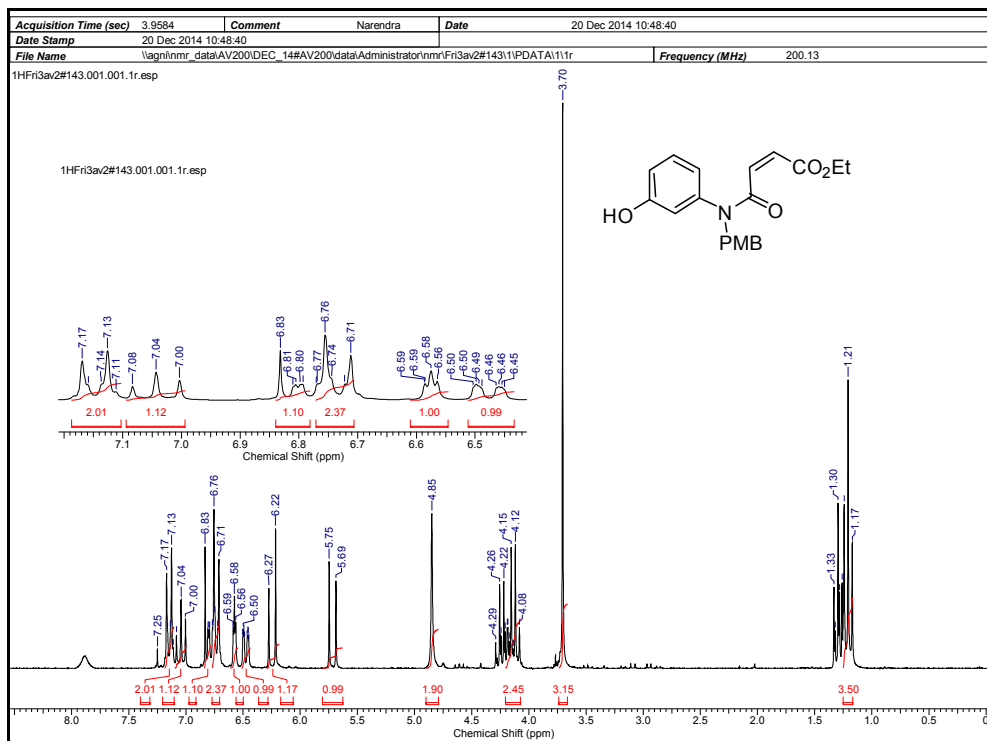 Acquisition Time (sec) 3.9584 Comment Narendra Date 20 Dec 2014 10:48:40
Date Stamp 20 Dec 2014 10:48:40
File Name \\agni\nmr_data\AV200\DEC_14#AV200\data\Administrator\nmr\Fri3av2#143\1\PDATA\1\1r Frequency (MHz) 200.13
1HFri3av2#143.001.001.1r.esp
3.70
1HFri3av2#143.001.001.1r.esp
CO2Et
HO N O
PMB
7.17 7.14 7.13 7.11 7.08 7.04 7.00 6.83 6.81 6.80 6.77 6.76 6.74 6.71 6.59 6.59 6.58 6.56 6.50 6.50 6.49 6.46 6.46 6.45
2.01 1.12 1.10 2.37 1.00 0.99
7.1 7.0 6.9 6.8 6.7 6.6 6.5
Chemical Shift (ppm)
7.25 7.17 7.13 7.04 7.00 6.83 6.76 6.71 6.59 6.58 6.56 6.50 6.27 6.22 5.75 5.69 4.85 4.29 4.26 4.22 4.15 4.12 4.08 1.33 1.30 1.21 1.17
2.01 1.12 1.10 2.37 1.00 0.99 1.17 0.99 1.90 2.45 3.15 3.50
8.0 7.5 7.0 6.5 6.0 5.5 5.0 4.5 4.0 3.5 3.0 2.5 2.0 1.5 1.0 0.5 0
Chemical Shift (ppm)